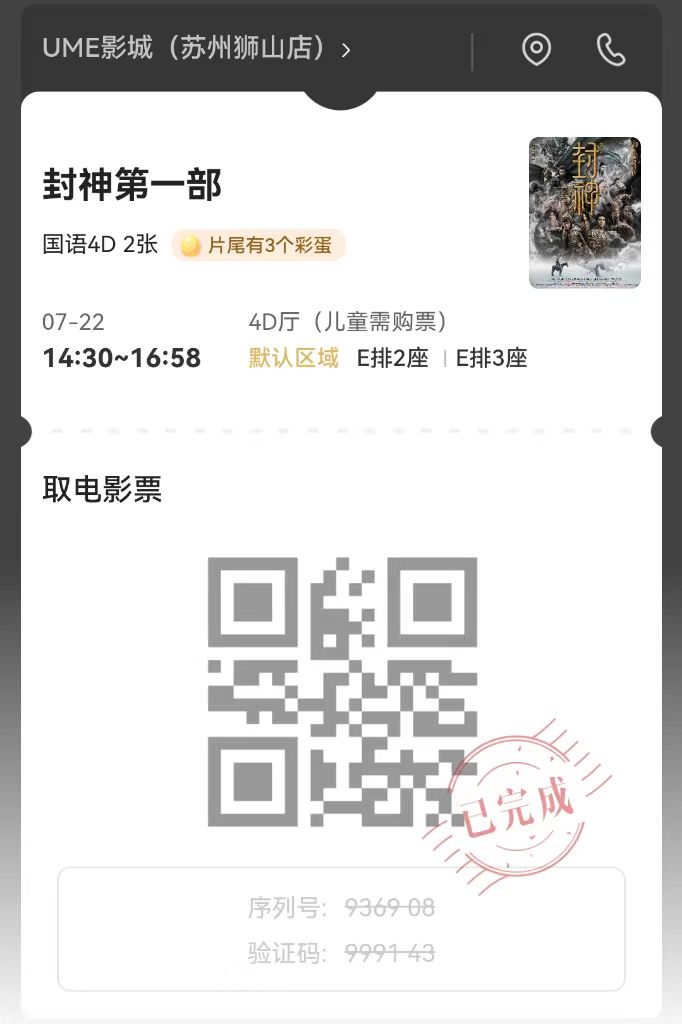 UME影城（苏州狮山店）
封神第一部
国语4D 2张 片尾有3个彩蛋
封神
07-22 4D厅（儿童需购票）
14:30~16:58 默认区域 E排2座 E排3座
取电影票
已完成
序列号: 9369 08
验证码: 9991 43